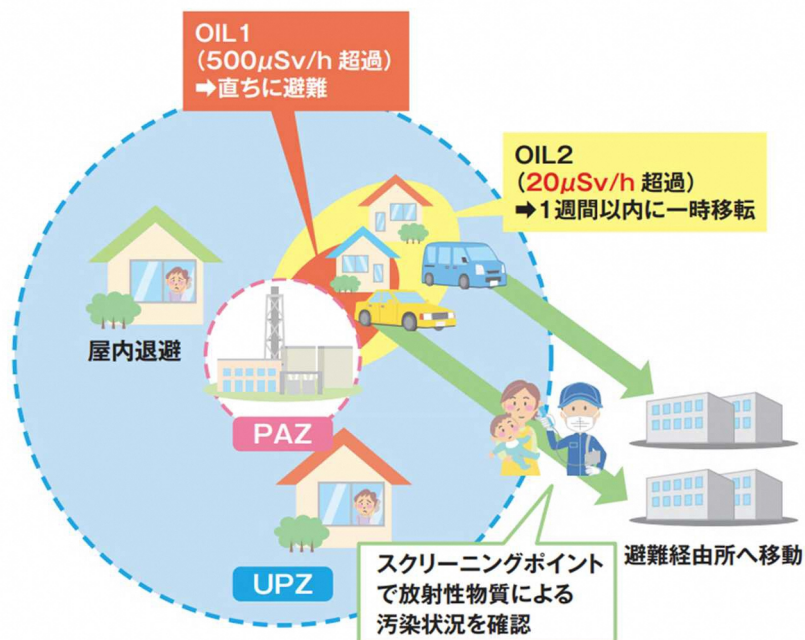 OIL1
(500μSv/h 超過)
➡直ちに避難
OIL2
(20μSv/h 超過)
➡1週間以内に一時移転
屋内退避
PAZ
UPZ
スクリーニングポイント
で放射性物質による
汚染状況を確認
避難経由所へ移動